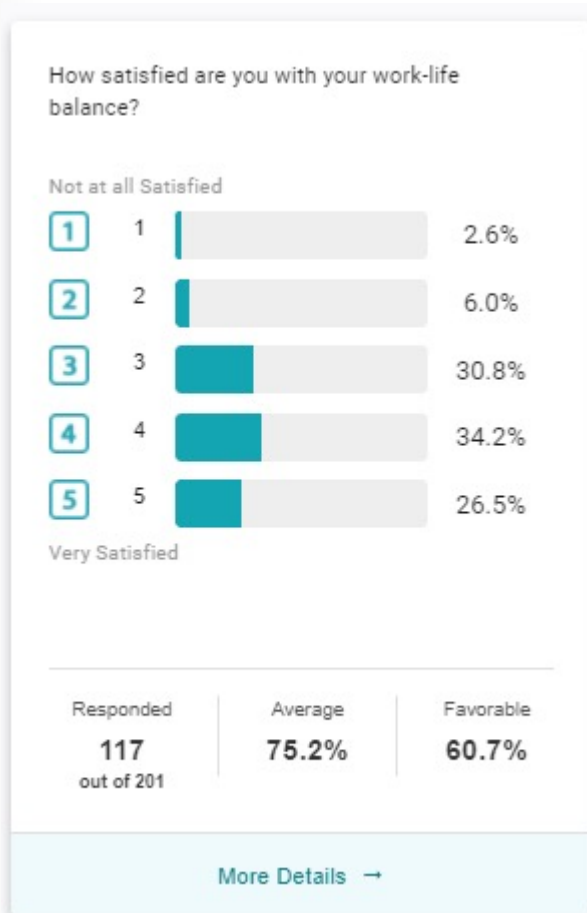 How satisfied are you with your work-life
balance?
Not at all Satisfied
1 1 2.6%
2 2 6.0%
3 3 30.8%
4 4 34.2%
5 5 26.5%
Very Satisfied
Responded Average Favorable
117 75.2% 60.7%
out of 201
More Details →